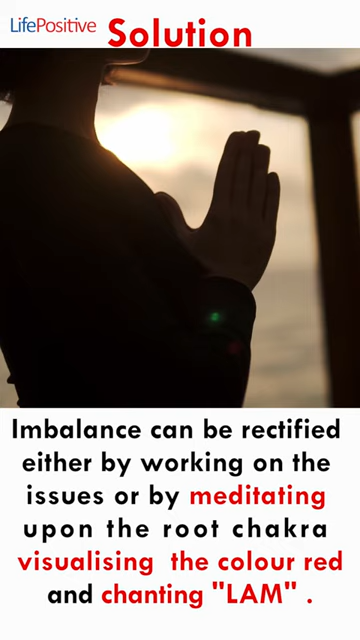 LifePositive
Solution
Imbalance can be rectified
either by working on the
issues or by meditating
upon the root chakra
visualising the colour red
and chanting "LAM" .